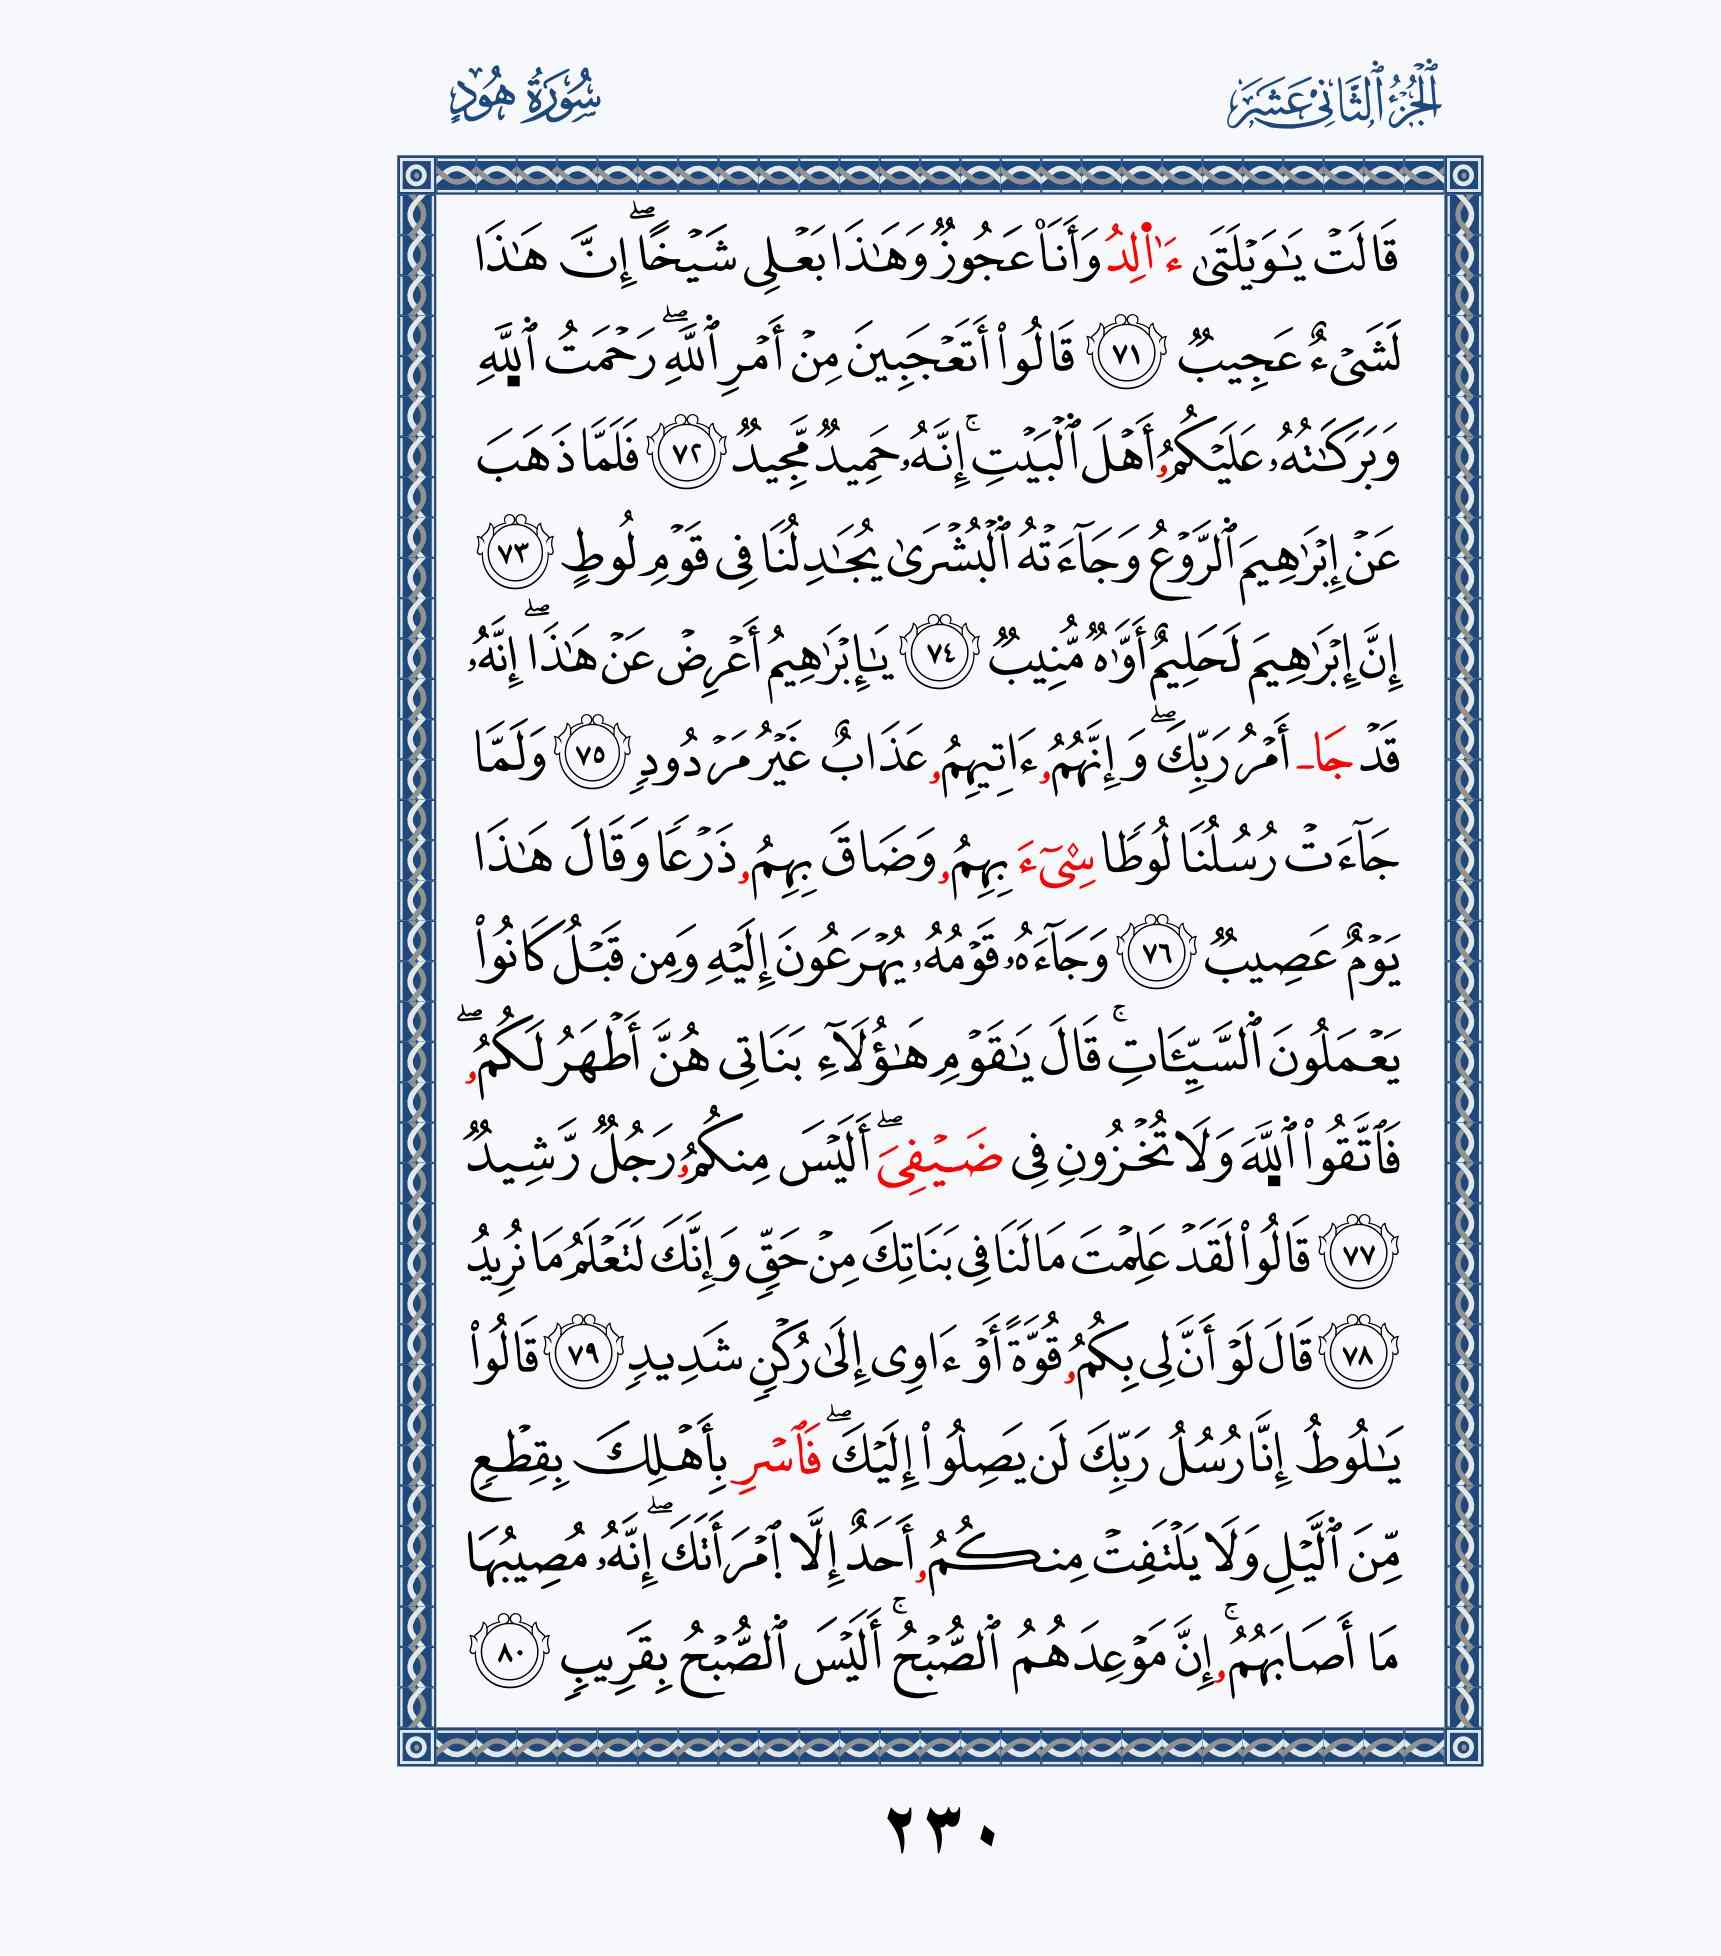 ٱلْجُزْءُ ٱلثَّانِي عَشَرَ
سُورَةُ هُودٍ
قَالَتْ يَـٰوَيْلَتَىٰ ءَا۬لِدُ وَأَنَا۠ عَجُوزٌ وَهَـٰذَا بَعْلِى شَيْخًا ۖ إِنَّ هَـٰذَا
لَشَىْءٌ عَجِيبٌ ٧١ قَالُوا۟ أَتَعْجَبِينَ مِنْ أَمْرِ ٱللَّهِ ۖ رَحْمَتُ ٱللَّهِ
وَبَرَكَـٰتُهُۥ عَلَيْكُمُۥ أَهْلَ ٱلْبَيْتِ ۚ إِنَّهُۥ حَمِيدٌ مَّجِيدٌ ٧٢ فَلَمَّا ذَهَبَ
عَنْ إِبْرَٰهِيمَ ٱلرَّوْعُ وَجَآءَتْهُ ٱلْبُشْرَىٰ يُجَـٰدِلُنَا فِى قَوْمِ لُوطٍ ٧٣
إِنَّ إِبْرَٰهِيمَ لَحَلِيمٌ أَوَّٰهٌ مُّنِيبٌ ٧٤ يَـٰإِبْرَٰهِيمُ أَعْرِضْ عَنْ هَـٰذَا ۖ إِنَّهُۥ
قَدْ جَا أَمْرُ رَبِّكَ ۖ وَإِنَّهُمُۥ ءَاتِيهِمُۥ عَذَابٌ غَيْرُ مَرْدُودٍ ٧٥ وَلَمَّا
جَآءَتْ رُسُلُنَا لُوطًا سِىٓءَ بِهِمُۥ وَضَاقَ بِهِمُۥ ذَرْعًا وَقَالَ هَـٰذَا
يَوْمٌ عَصِيبٌ ٧٦ وَجَآءَهُۥ قَوْمُهُۥ يُهْرَعُونَ إِلَيْهِ وَمِن قَبْلُ كَانُوا۟
يَعْمَلُونَ ٱلسَّيِّـَٔاتِ ۚ قَالَ يَـٰقَوْمِ هَـٰؤُلَآءِ بَنَاتِى هُنَّ أَطْهَرُ لَكُمُۥ ۖ
فَٱتَّقُوا۟ ٱللَّهَ وَلَا تُخْزُونِ فِى ضَيْفِىَ ۖ أَلَيْسَ مِنكُمُۥ رَجُلٌ رَّشِيدٌ
٧٧ قَالُوا۟ لَقَدْ عَلِمْتَ مَا لَنَا فِى بَنَاتِكَ مِنْ حَقٍّ وَإِنَّكَ لَتَعْلَمُ مَا نُرِيدُ
٧٨ قَالَ لَوْ أَنَّ لِى بِكُمُۥ قُوَّةً أَوْ ءَاوِى إِلَىٰ رُكْنٍ شَدِيدٍ ٧٩ قَالُوا۟
يَـٰلُوطُ إِنَّا رُسُلُ رَبِّكَ لَن يَصِلُوا۟ إِلَيْكَ ۖ فَٱسْرِ بِأَهْلِكَ بِقِطْعٍ
مِّنَ ٱلَّيْلِ وَلَا يَلْتَفِتْ مِنكُمُۥ أَحَدٌ إِلَّا ٱمْرَأَتَكَ ۖ إِنَّهُۥ مُصِيبُهَا
مَا أَصَابَهُمُۥ ۚ إِنَّ مَوْعِدَهُمُ ٱلصُّبْحُ ۚ أَلَيْسَ ٱلصُّبْحُ بِقَرِيبٍ ٨٠
٢٣٠